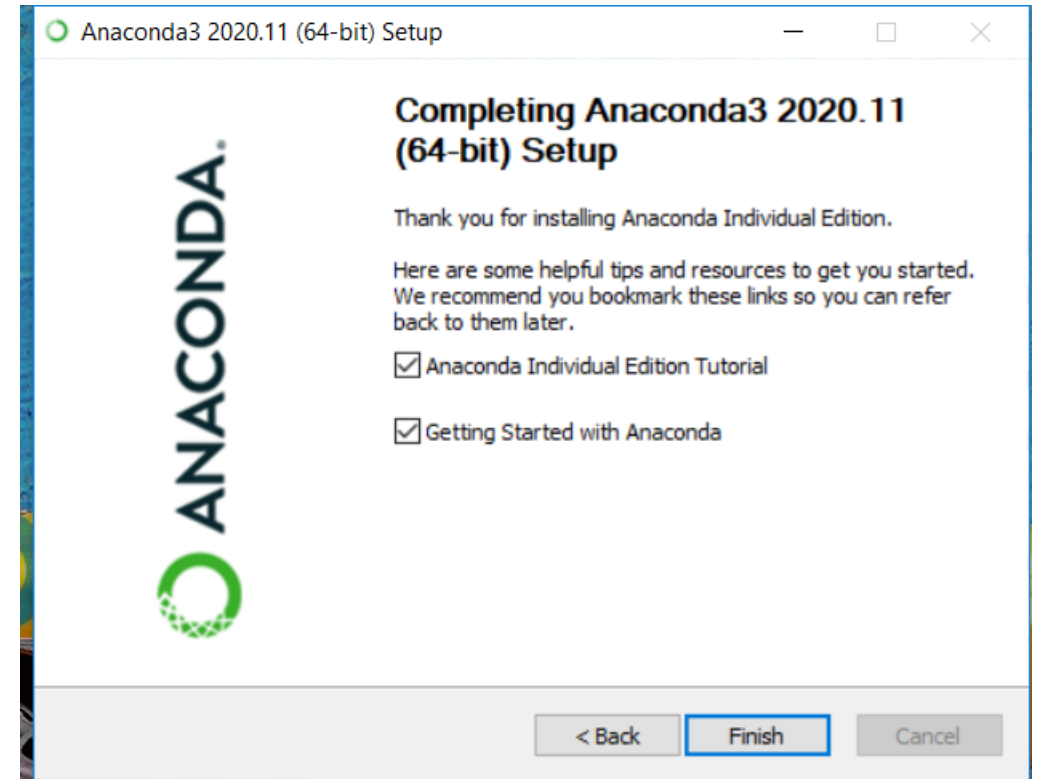 Anaconda3 2020.11 (64-bit) Setup
Completing Anaconda3 2020.11
(64-bit) Setup
Thank you for installing Anaconda Individual Edition.
Here are some helpful tips and resources to get you started.
We recommend you bookmark these links so you can refer
back to them later.
Anaconda Individual Edition Tutorial
Getting Started with Anaconda
ANACONDA.
< Back
Finish
Cancel